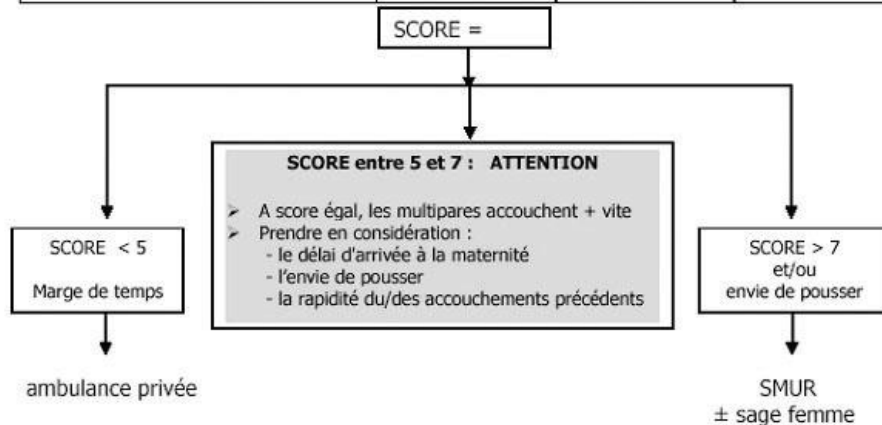 SCORE =
SCORE entre 5 et 7 : ATTENTION
➢ A score égal, les multipares accouchent + vite
➢ Prendre en considération :
- le délai d'arrivée à la maternité
- l'envie de pousser
- la rapidité du/des accouchements précédents
SCORE < 5
Marge de temps
SCORE > 7
et/ou
envie de pousser
ambulance privée
SMUR
± sage femme